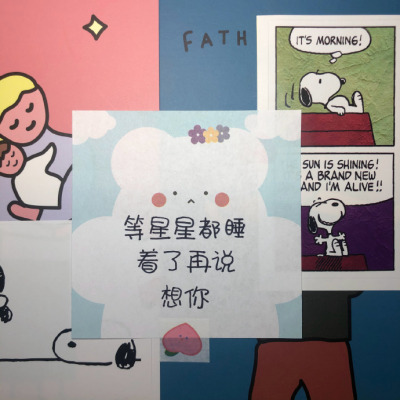 FATH
IT'S MORNING!
SUN IS SHINING!
A BRAND NEW
AND I'M ALIVE!!
等星星都睡
着了再说
想你